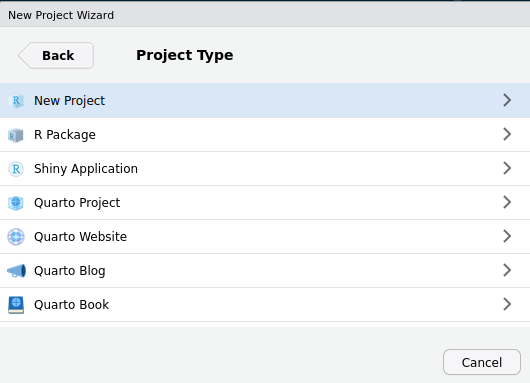 New Project Wizard
Back
Project Type
New Project
R Package
Shiny Application
Quarto Project
Quarto Website
Quarto Blog
Quarto Book
Cancel